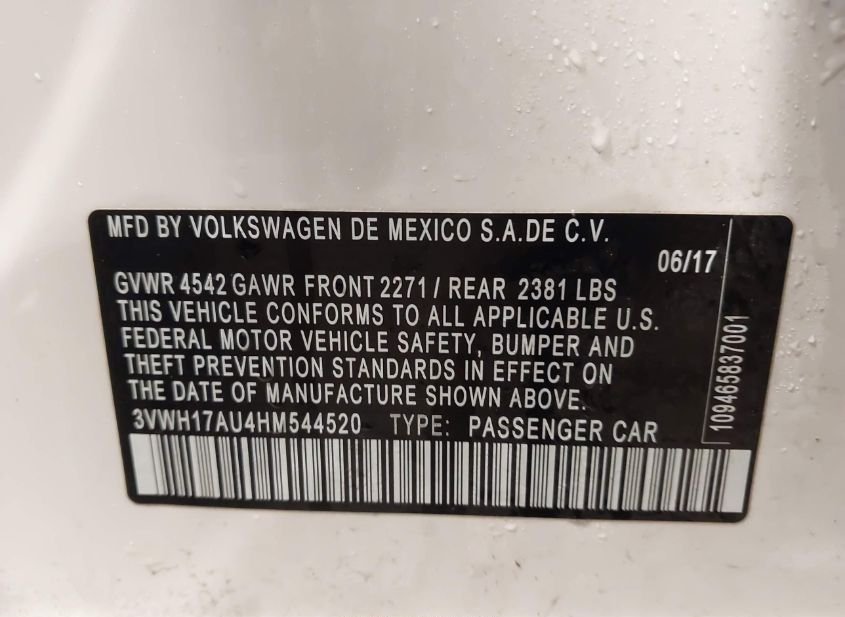 MFD BY VOLKSWAGEN DE MEXICO S.A.DE C.V.
06/17
GVWR 4542 GAWR FRONT 2271 / REAR 2381 LBS
THIS VEHICLE CONFORMS TO ALL APPLICABLE U.S.
FEDERAL MOTOR VEHICLE SAFETY, BUMPER AND
THEFT PREVENTION STANDARDS IN EFFECT ON
THE DATE OF MANUFACTURE SHOWN ABOVE.
3VWH17AU4HM544520 TYPE: PASSENGER CAR
109465837001